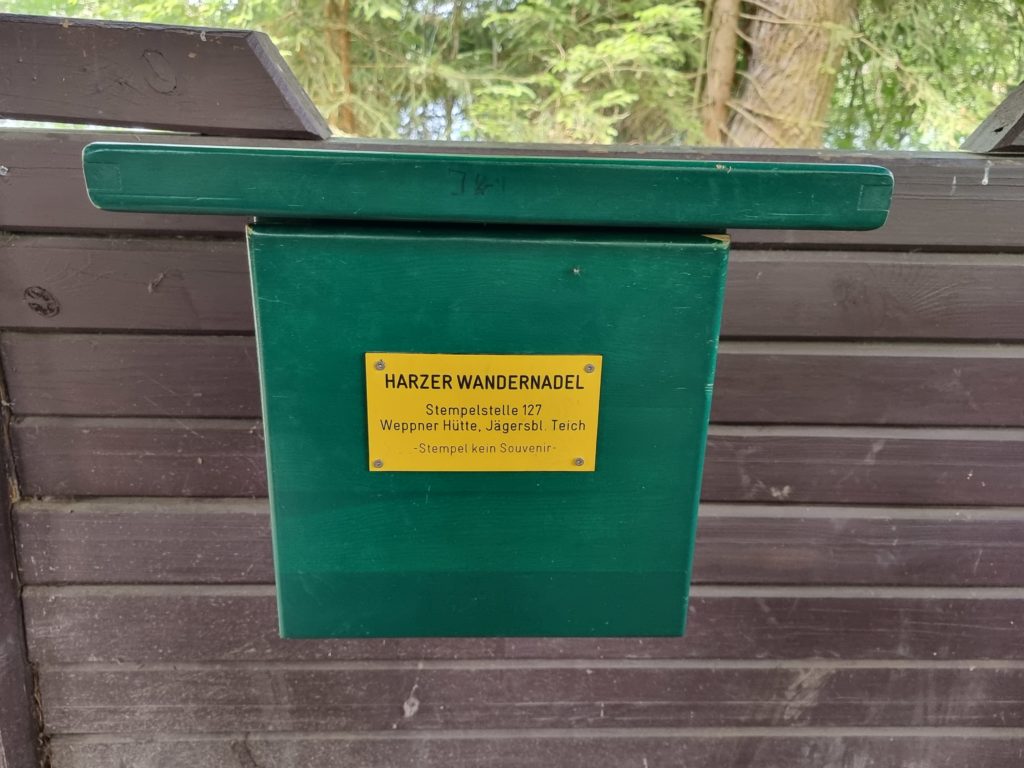 HARZER WANDERNADEL
Stempelstelle 127
Weppner Hütte, Jägersbl. Teich
-Stempel kein Souvenir-